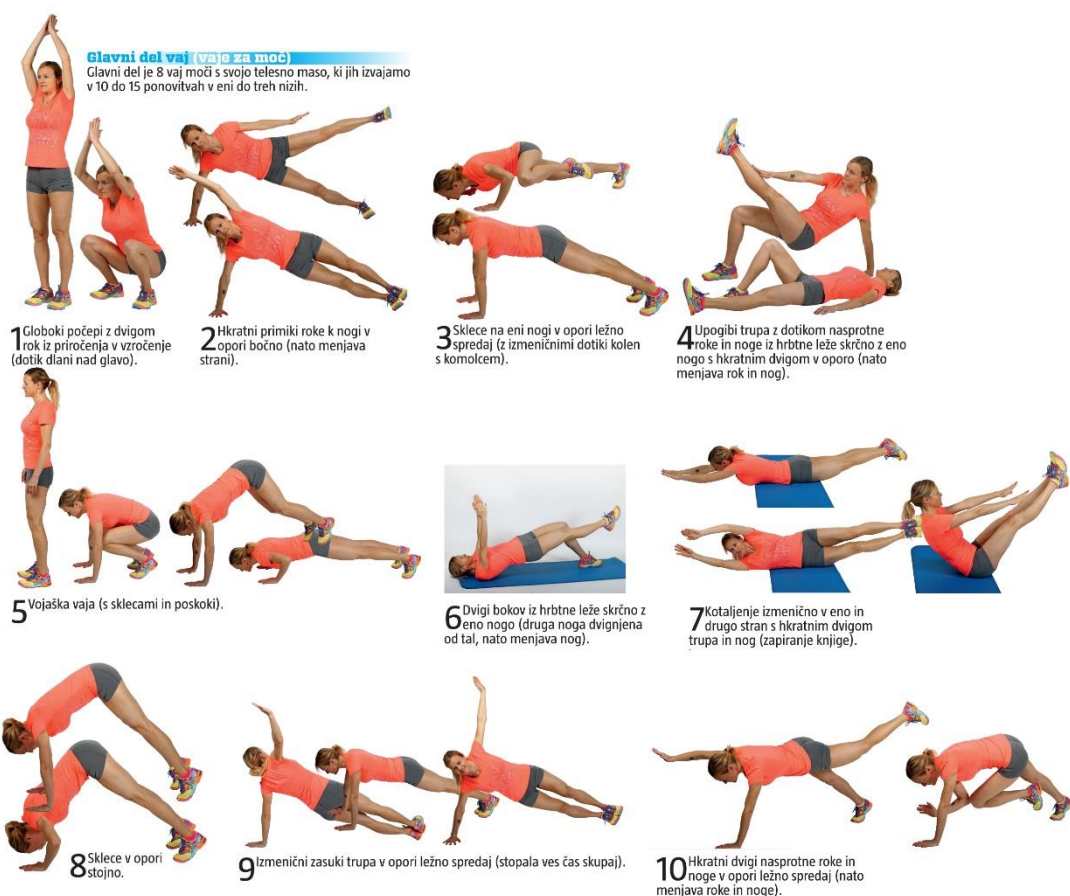 Glavni del vaj (vaje za moč)
Glavni del je 8 vaj moči s svojo telesno maso, ki jih izvajamo
v 10 do 15 ponovitvah v eni do treh nizih.
1 Globoki počepi z dvigom
rok iz priročenja v vzročenje
(dotik dlani nad glavo).
2 Hkratni primiki roke k nogi v
opori bočno (nato menjava
strani).
3 Sklece na eni nogi v opori ležno
spredaj (z izmeničnimi dotiki kolen
s komolcem).
4 Upogibi trupa z dotikom nasprotne
roke in noge iz hrbtne leže skrčno z eno
nogo s hkratnim dvigom v oporo (nato
menjava rok in nog).
5 Vojaška vaja (s sklecami in poskoki).
6 Dvigi bokov iz hrbtne leže skrčno z
eno nogo (druga noga dvignjena
od tal, nato menjava nog).
7 Kotaljenje izmenično v eno in
drugo stran s hkratnim dvigom
trupa in nog (zapiranje knjige).
8 Sklece v opori
stojno.
9 Izmenični zasuki trupa v opori ležno spredaj (stopala ves čas skupaj).
10 Hkratni dvigi nasprotne roke in
noge v opori ležno spredaj (nato
menjava roke in noge).